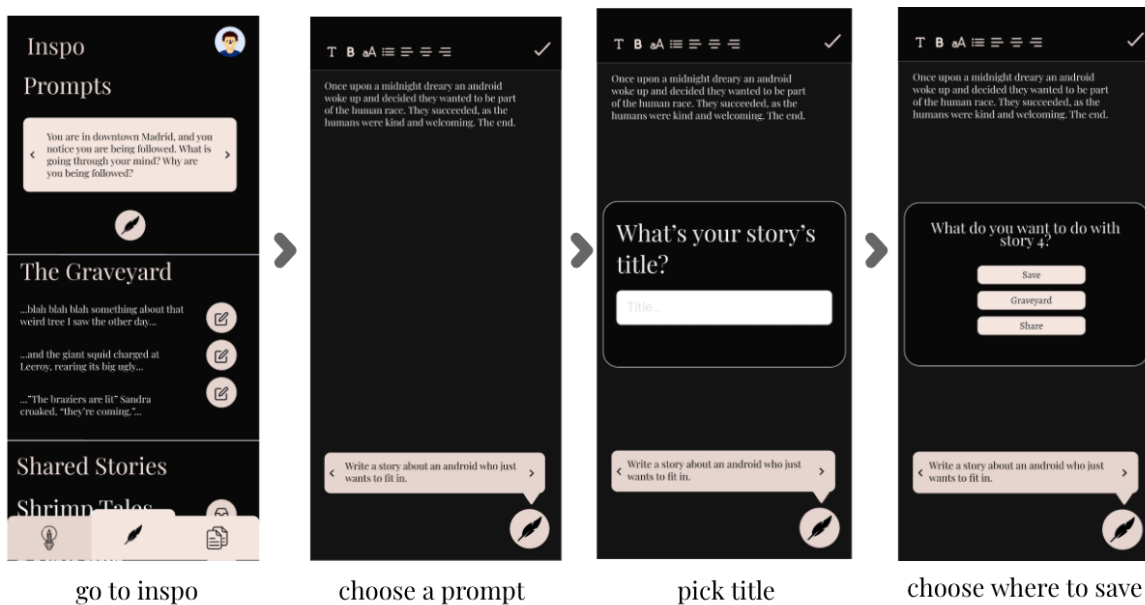 Inspo
Prompts
You are in downtown Madrid, and you
notice you are being followed. What is
going through your mind? Why are
you being followed?
The Graveyard
...blah blah blah something about that
weird tree I saw the other day...
...and the giant squid charged at
Leeroy, rearing its big ugly...
..."The braziers are lit" Sandra
croaked, "they're coming."...
Shared Stories
Shrimp Tales
go to inspo
T B aA
Once upon a midnight dreary an android
woke up and decided they wanted to be part
of the human race. They succeeded, as the
humans were kind and welcoming. The end.
Write a story about an android who just
wants to fit in.
choose a prompt
T B aA
Once upon a midnight dreary an android
woke up and decided they wanted to be part
of the human race. They succeeded, as the
humans were kind and welcoming. The end.
What's your story's
title?
Title...
Write a story about an android who just
wants to fit in.
pick title
T B aA
Once upon a midnight dreary an android
woke up and decided they wanted to be part
of the human race. They succeeded, as the
humans were kind and welcoming. The end.
What do you want to do with
story 4?
Save
Graveyard
Share
Write a story about an android who just
wants to fit in.
choose where to save